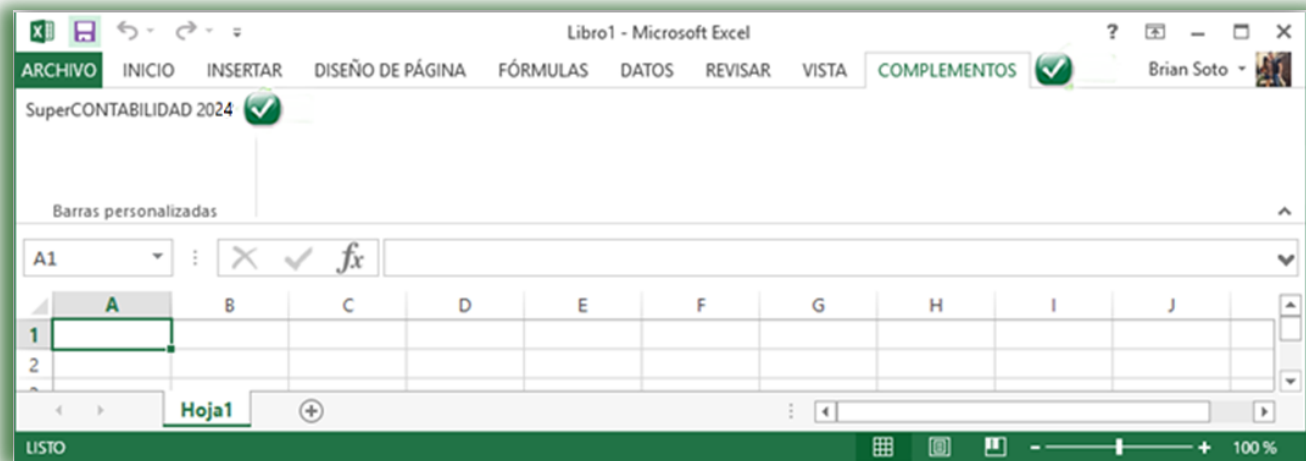 Libro1 - Microsoft Excel ?
ARCHIVO INICIO INSERTAR DISEÑO DE PÁGINA FÓRMULAS DATOS REVISAR VISTA COMPLEMENTOS Brian Soto
SuperCONTABILIDAD 2024
Barras personalizadas
A1 fx
A B C D E F G H I J
1
2
Hoja1
LISTO 100 %